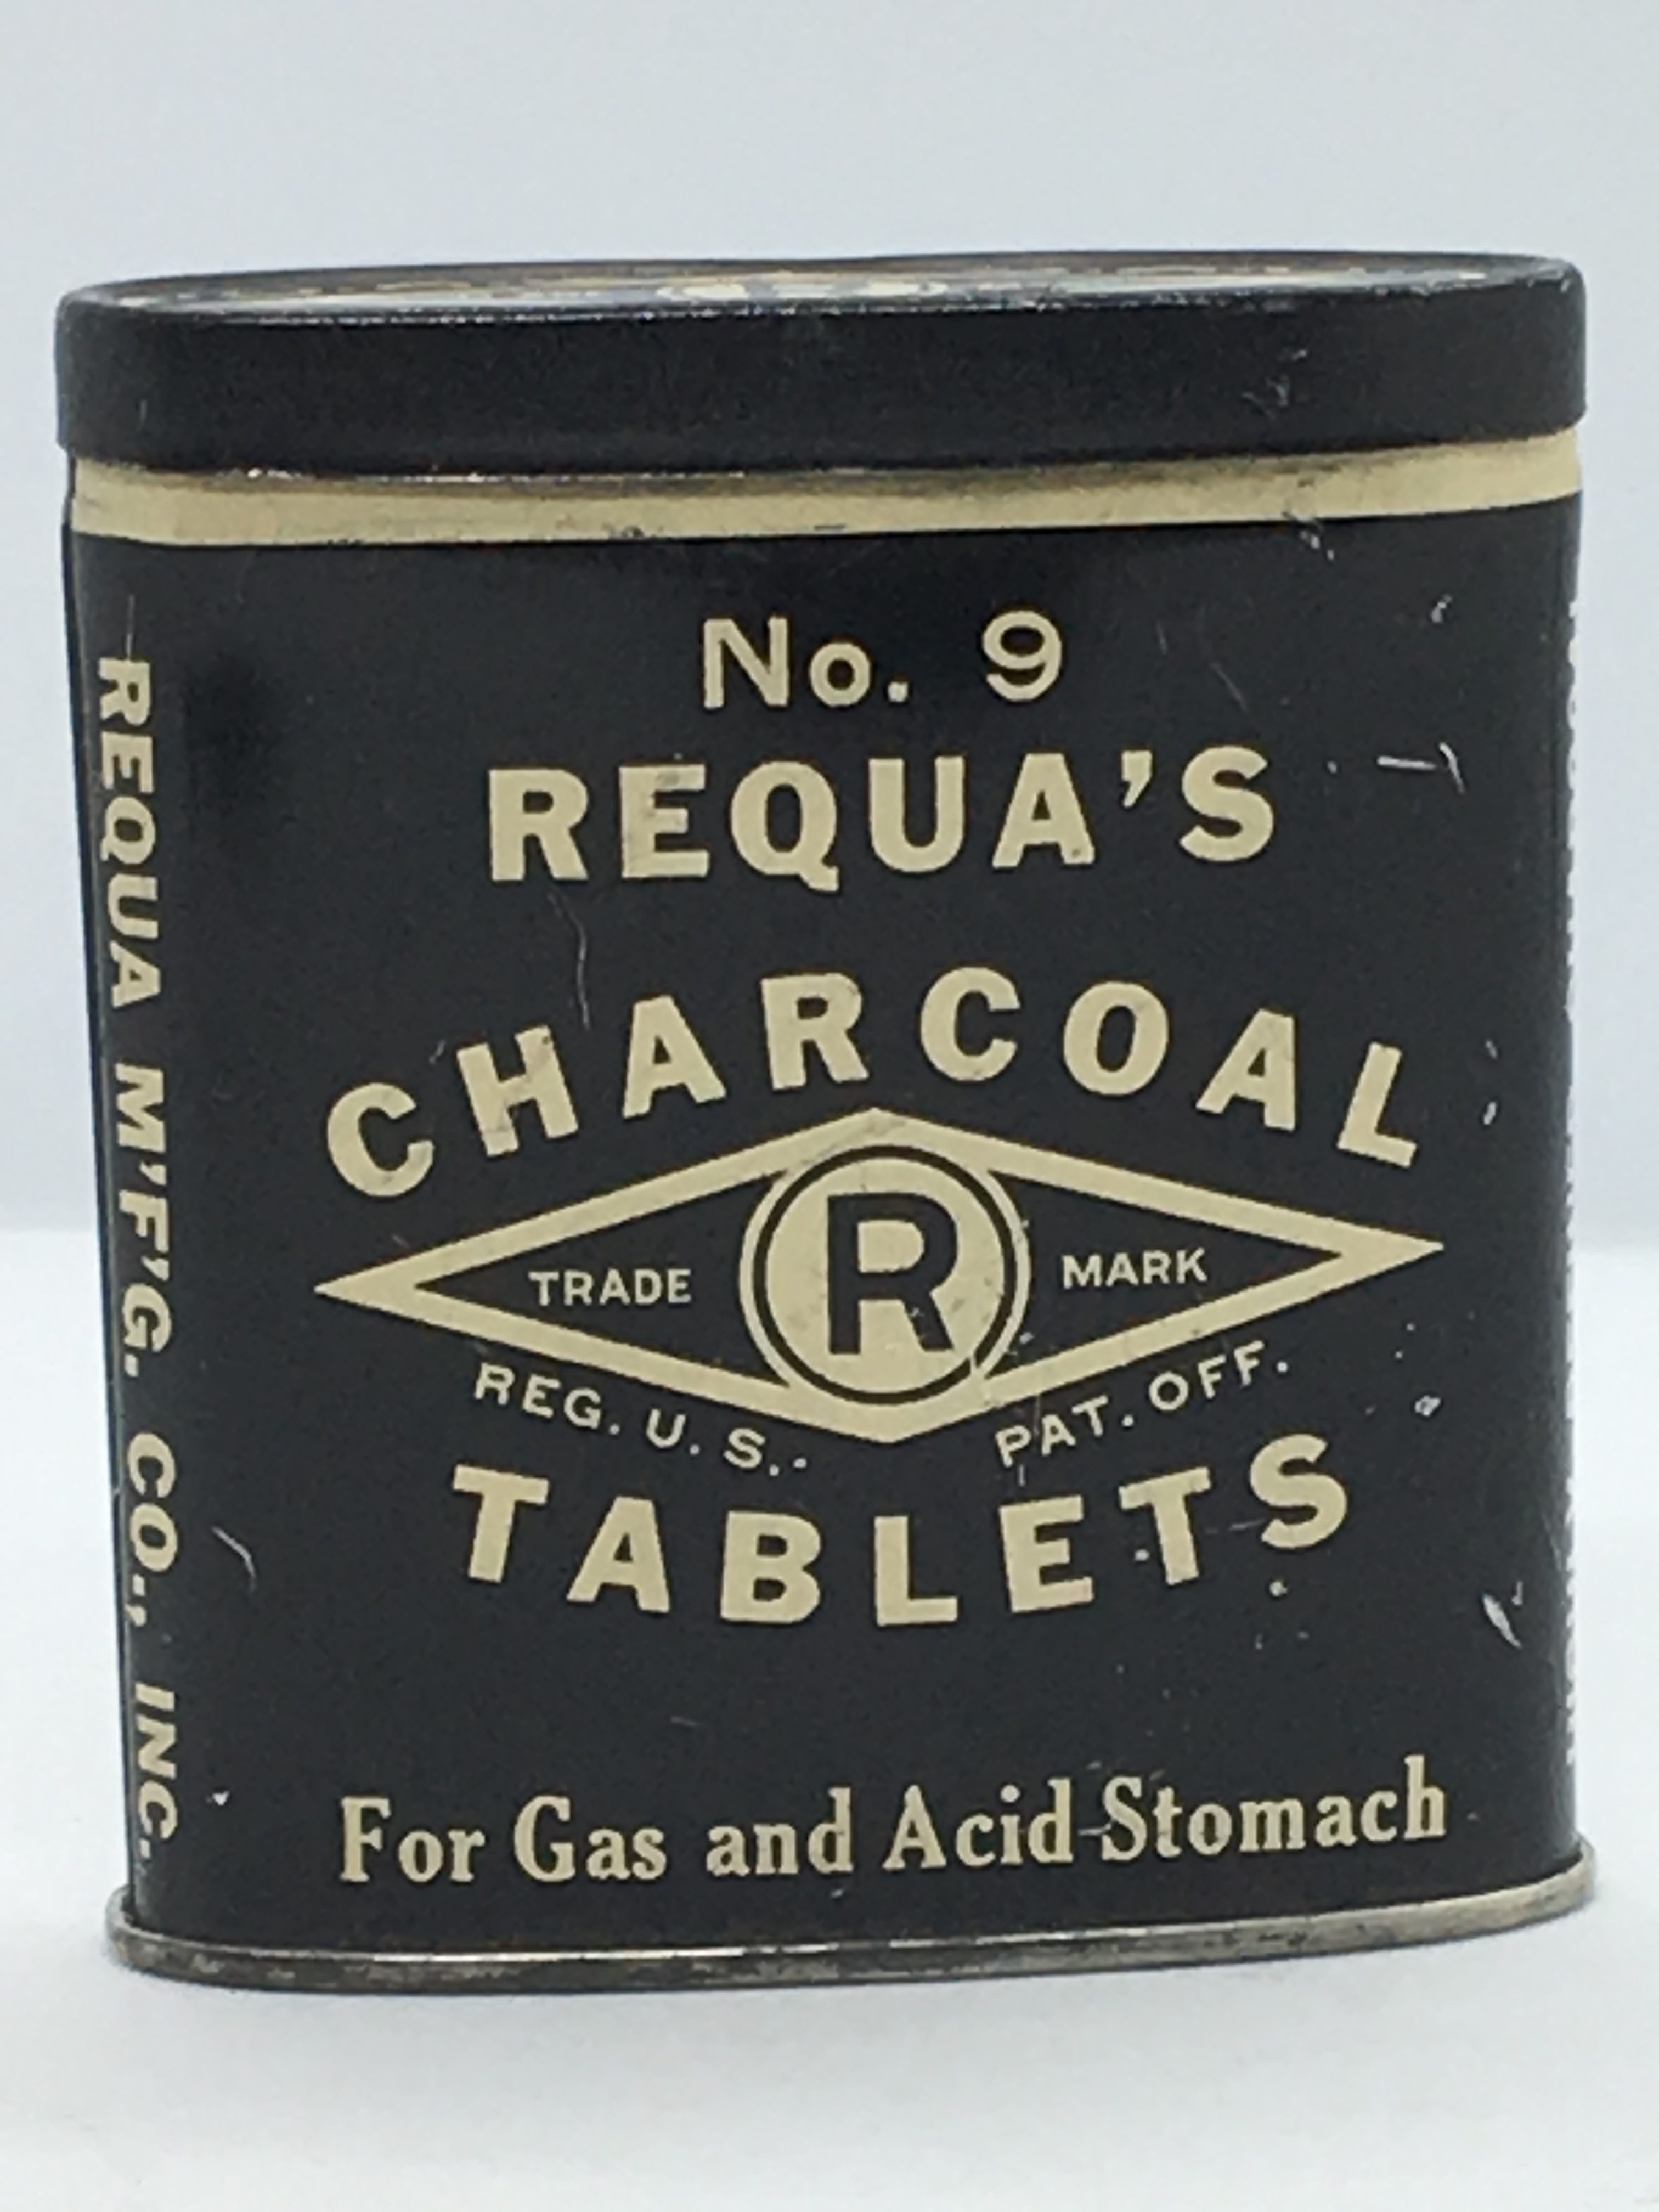 No. 9
REQUA'S
CHARCOAL
TRADE R MARK
REG. U.S. PAT. OFF.
TABLETS
For Gas and Acid Stomach
REQUA M'F'G. CO., INC.